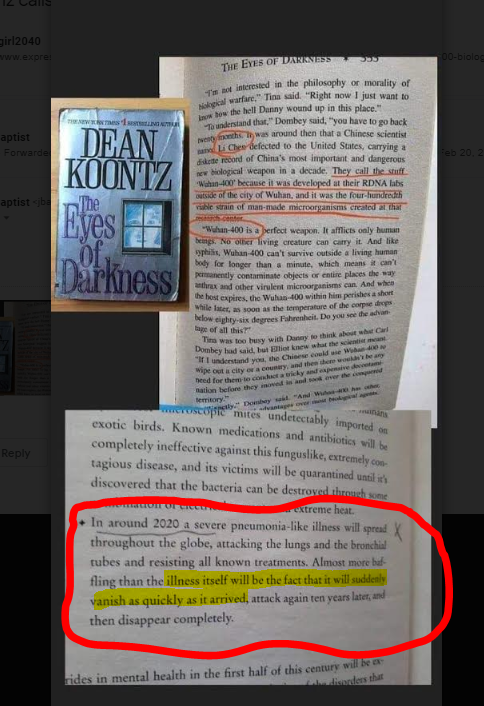 girl2040
www.expre
aptist
Forwarde
Feb 20, 2
aptist
Reply
THE NEW YORK TIMES #1 BESTSELLING AUTHOR
DEAN
KOONTZ
The
Eyes
of
Darkness
THE EYES OF DARKNESS • 353
"I'm not interested in the philosophy or morality of
biological warfare," Tina said. "Right now I just want to
know how the hell Danny wound up in this place."
"To understand that," Dombey said, "you have to go back
twenty months. It was around then that a Chinese scientist
named Li Chen defected to the United States, carrying a
diskette record of China's most important and dangerous
new biological weapon in a decade. They call the stuff
'Wuhan-400' because it was developed at their RDNA labs
outside of the city of Wuhan, and it was the four-hundredth
viable strain of man-made microorganisms created at that
research center.
"Wuhan-400 is a perfect weapon. It afflicts only human
beings. No other living creature can carry it. And like
syphilis, Wuhan-400 can't survive outside a living human
body for longer than a minute, which means it can't
permanently contaminate objects or entire places the way
anthrax and other virulent microorganisms can. And when
the host expires, the Wuhan-400 within him perishes a short
while later, as soon as the temperature of the corpse drops
below eighty-six degrees Fahrenheit. Do you see the advan-
tage of all this?"
Tina was too busy with Danny to think about what Carl
Dombey had said, but Elliot knew what the scientist meant.
"If I understand you, the Chinese could use Wuhan-400 to
wipe out a city or a country, and then there wouldn't be any
need for them to conduct a tricky and expensive decontami-
nation before they moved in and took over the conquered
territory."
"Exactly," Dombey said. "And Wuhan-400 has other,
advantages over most biological agents.
microscopic mites undetectably imported on
exotic birds. Known medications and antibiotics will be
completely ineffective against this funguslike, extremely con-
tagious disease, and its victims will be quarantined until it's
discovered that the bacteria can be destroyed through some
extreme heat.
In around 2020 a severe pneumonia-like illness will spread
throughout the globe, attacking the lungs and the bronchial
tubes and resisting all known treatments. Almost more baf-
fling than the illness itself will be the fact that it will suddenly
vanish as quickly as it arrived, attack again ten years later, and
then disappear completely.
rides in mental health in the first half of this century will be ex-
the disorders that